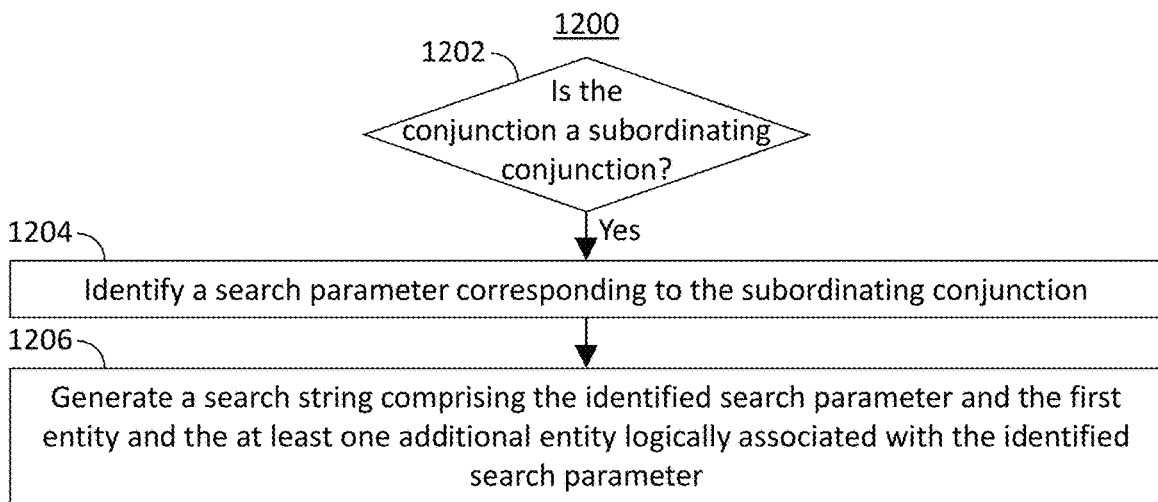 1200
1202
Is the
conjunction a subordinating
conjunction?
Yes
1204
Identify a search parameter corresponding to the subordinating conjunction
1206
Generate a search string comprising the identified search parameter and the first
entity and the at least one additional entity logically associated with the identified
search parameter